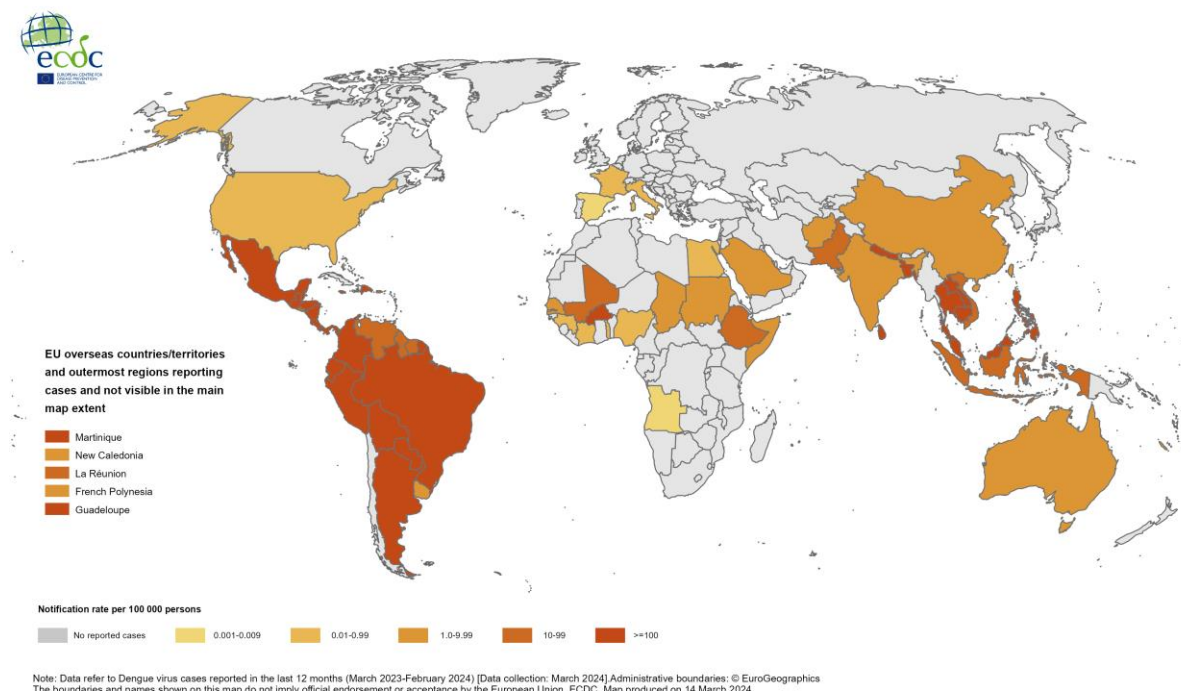 ecdc
EUROPEAN CENTRE FOR
DISEASE PREVENTION
AND CONTROL
EU overseas countries/territories
and outermost regions reporting
cases and not visible in the main
map extent
Martinique
New Caledonia
La Réunion
French Polynesia
Guadeloupe
Notification rate per 100 000 persons
No reported cases
0.001-0.009
0.01-0.99
1.0-9.99
10-99
>=100
Note: Data refer to Dengue virus cases reported in the last 12 months (March 2023-February 2024) [Data collection: March 2024].Administrative boundaries: © EuroGeographics
The boundaries and names shown on this map do not imply official endorsement or acceptance by the European Union. ECDC. Map produced on 14 March 2024